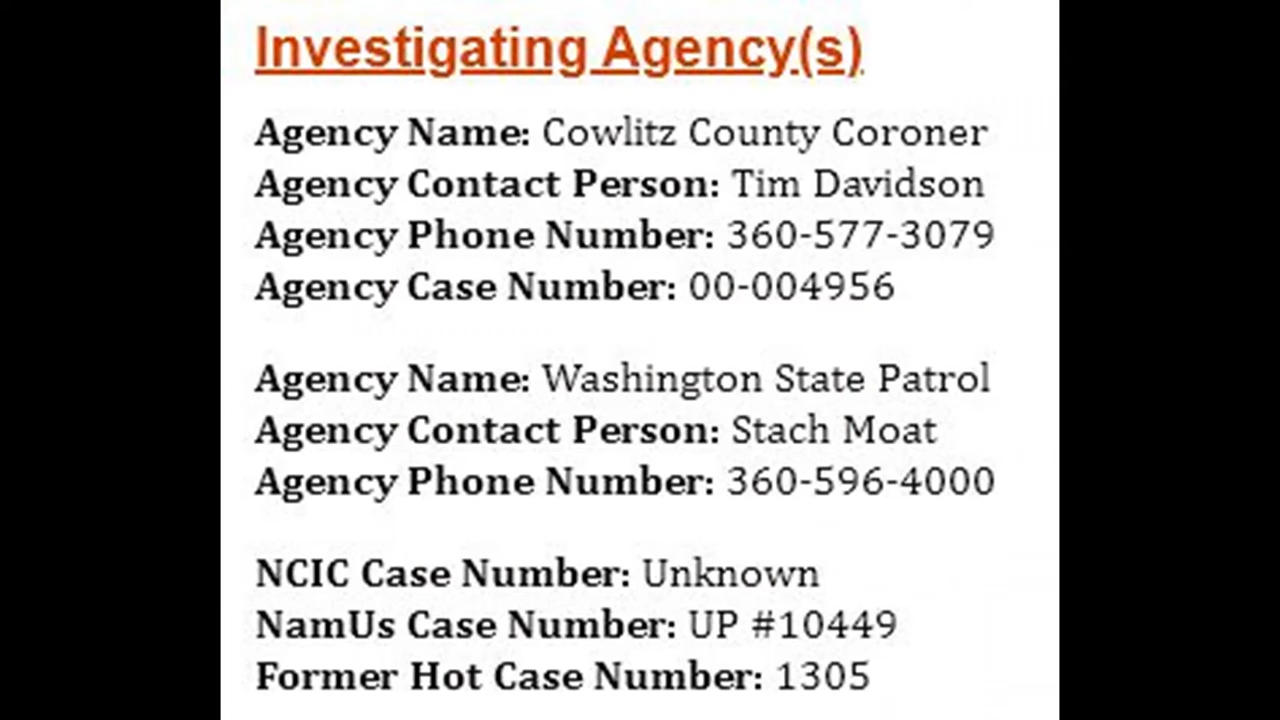 Investigating Agency(s)
Agency Name: Cowlitz County Coroner
Agency Contact Person: Tim Davidson
Agency Phone Number: 360-577-3079
Agency Case Number: 00-004956
Agency Name: Washington State Patrol
Agency Contact Person: Stach Moat
Agency Phone Number: 360-596-4000
NCIC Case Number: Unknown
NamUs Case Number: UP #10449
Former Hot Case Number: 1305